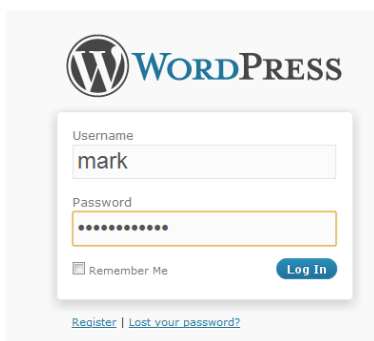 WORDPRESS
Username
mark
Password
••••••••••••
Remember Me
Log In
Register | Lost your password?